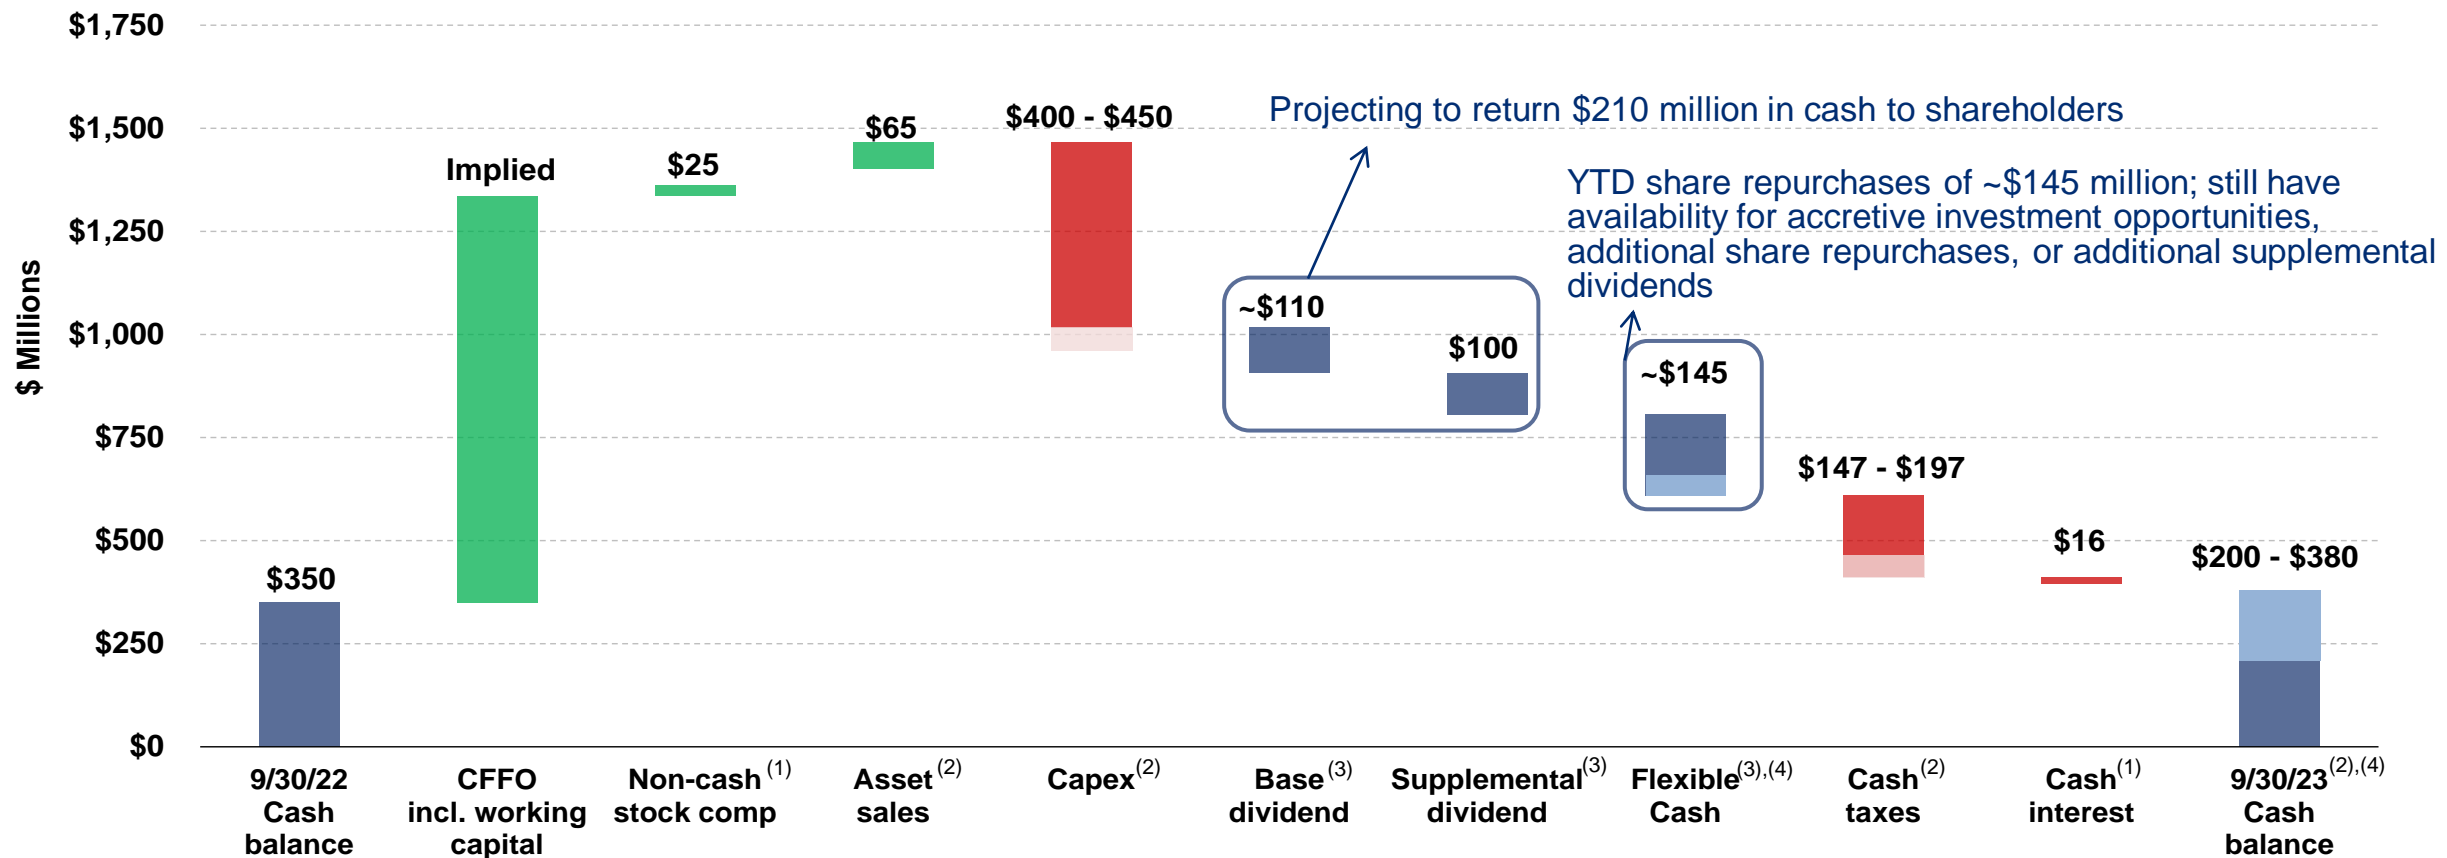 $1,750
$1,500
$1,250
$1,000
$750
$500
$250
$0
$ Millions
$350
Implied
$25
$65
$400 - $450
~$110
$100
~$145
$147 - $197
$16
$200 - $380
Projecting to return $210 million in cash to shareholders
YTD share repurchases of ~$145 million; still have
availability for accretive investment opportunities,
additional share repurchases, or additional supplemental
dividends
9/30/22
Cash
balance
CFFO
incl. working
capital
Non-cash (1)
stock comp
Asset (2)
sales
Capex (2)
Base (3)
dividend
Supplemental (3)
dividend
Flexible (3),(4)
Cash
Cash (2)
taxes
Cash (1)
interest
9/30/23 (2),(4)
Cash
balance